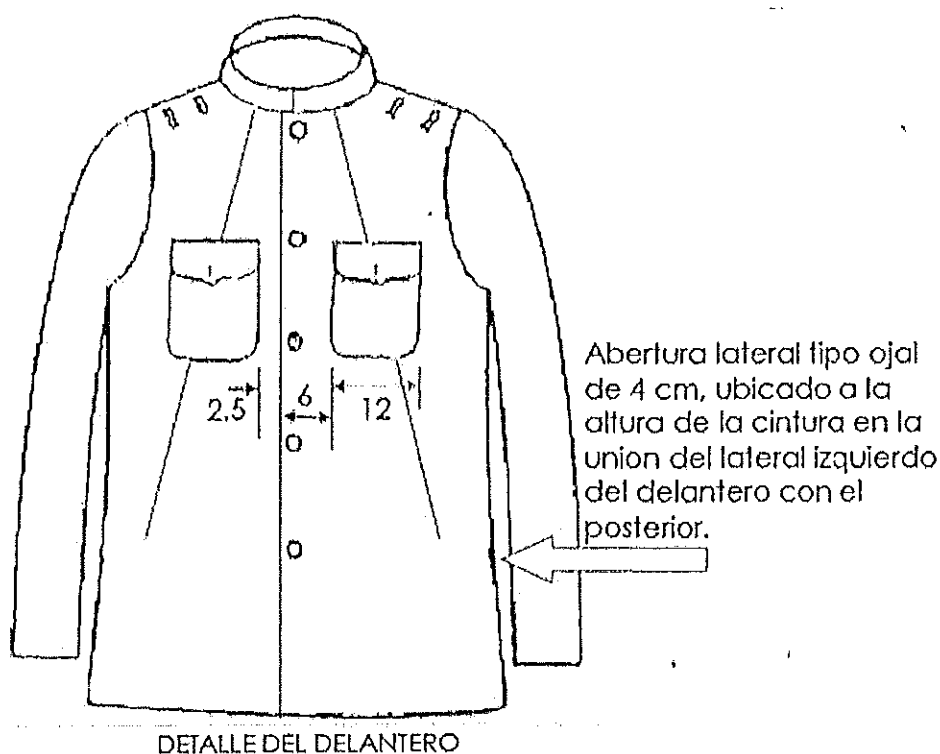 Abertura lateral tipo ojal
de 4 cm, ubicado a la
altura de la cintura en la
union del lateral izquierdo
del delantero con el
posterior.
2,5
6
12
DETALLE DEL DELANTERO